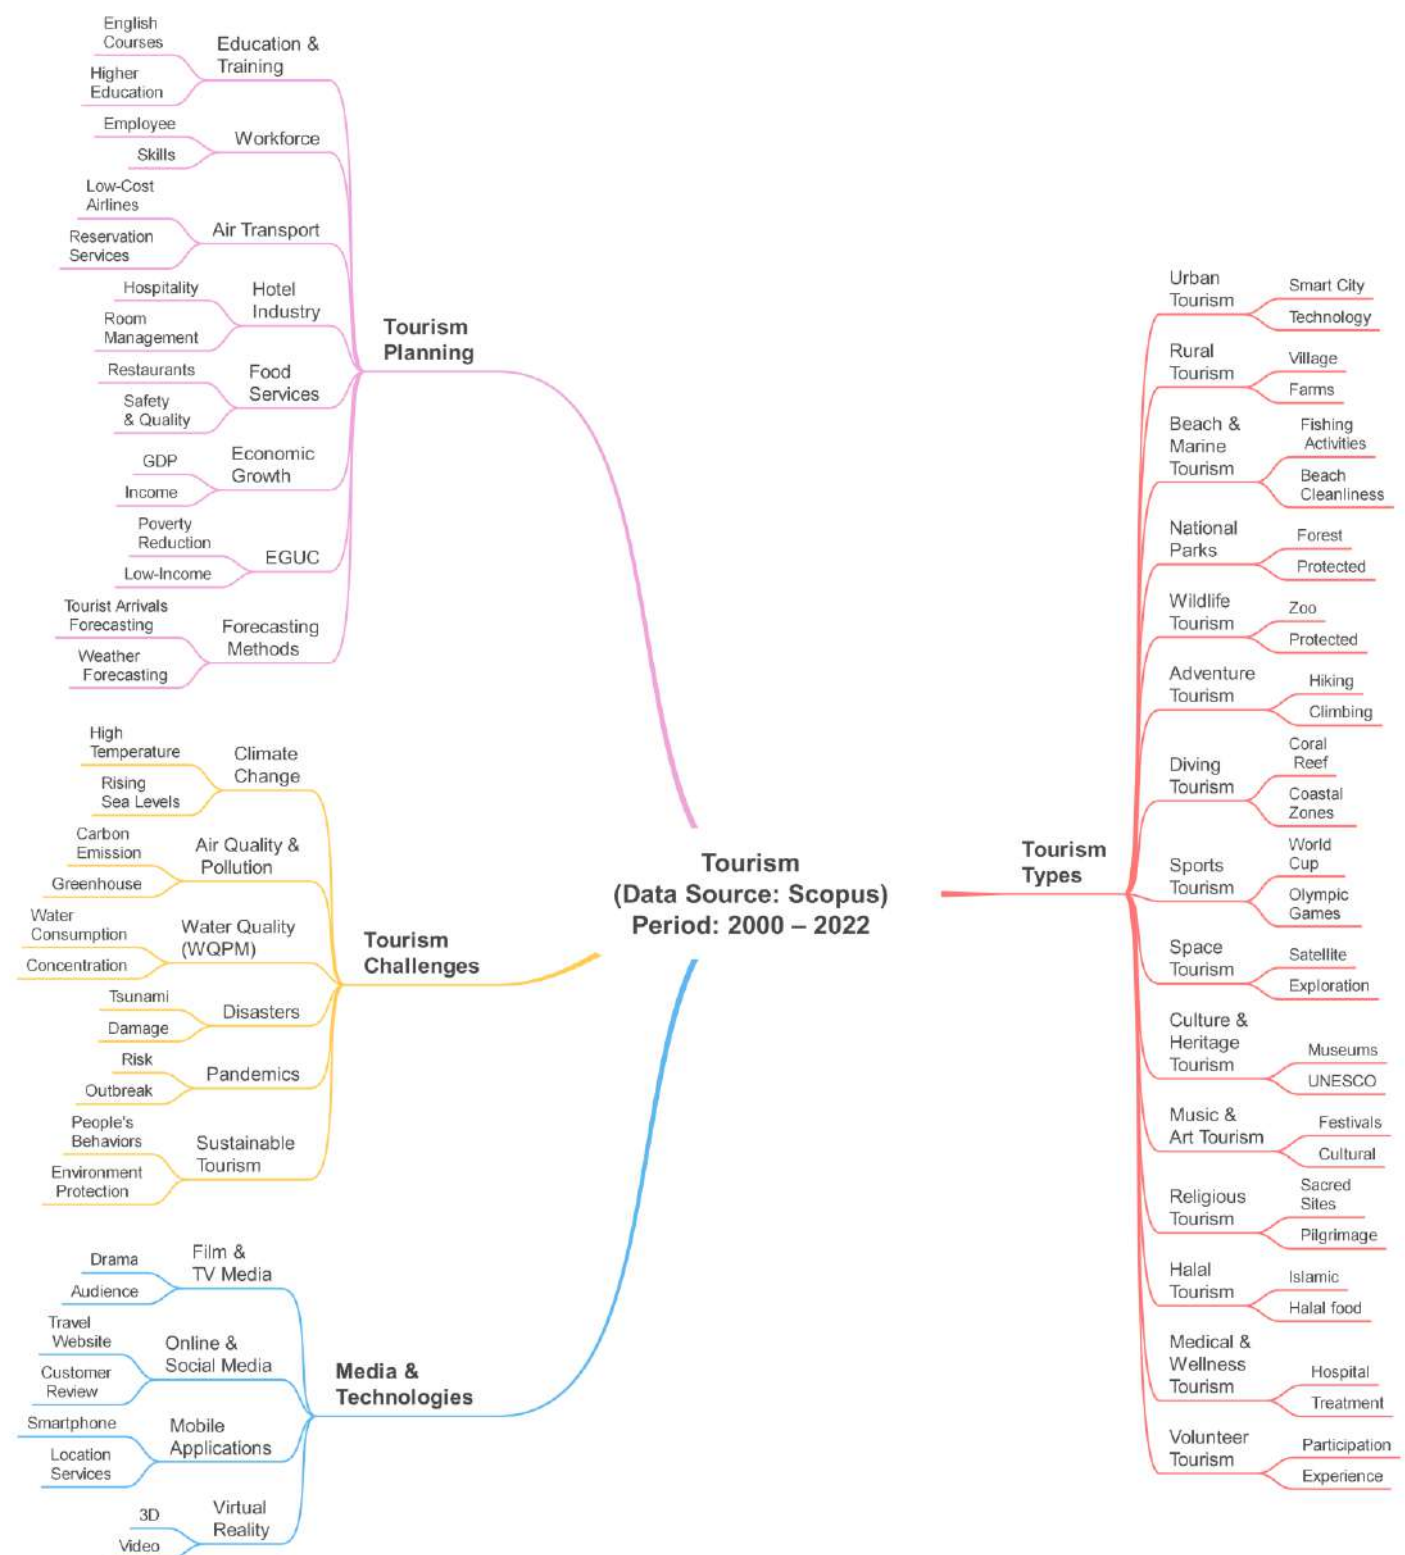 English
Courses
Higher
Education
Education &
Training
Employee
Skills
Workforce
Low-Cost
Airlines
Reservation
Services
Air Transport
Hospitality
Room
Management
Hotel
Industry
Restaurants
Safety
& Quality
Food
Services
GDP
Income
Economic
Growth
Poverty
Reduction
Low-Income
EGUC
Tourist Arrivals
Forecasting
Weather
Forecasting
Forecasting
Methods
Tourism
Planning
High
Temperature
Rising
Sea Levels
Climate
Change
Carbon
Emission
Greenhouse
Air Quality &
Pollution
Water
Consumption
Concentration
Water Quality
(WQPM)
Tsunami
Damage
Disasters
Risk
Outbreak
Pandemics
People's
Behaviors
Environment
Protection
Sustainable
Tourism
Tourism
Challenges
Drama
Audience
Film &
TV Media
Travel
Website
Customer
Review
Online &
Social Media
Smartphone
Location
Services
Mobile
Applications
3D
Video
Virtual
Reality
Media &
Technologies
Tourism
(Data Source: Scopus)
Period: 2000 – 2022
Tourism
Types
Urban
Tourism
Smart City
Technology
Rural
Tourism
Village
Farms
Beach &
Marine
Tourism
Fishing
Activities
Beach
Cleanliness
National
Parks
Forest
Protected
Wildlife
Tourism
Zoo
Protected
Adventure
Tourism
Hiking
Climbing
Diving
Tourism
Coral
Reef
Coastal
Zones
Sports
Tourism
World
Cup
Olympic
Games
Space
Tourism
Satellite
Exploration
Culture &
Heritage
Tourism
Museums
UNESCO
Music &
Art Tourism
Festivals
Cultural
Religious
Tourism
Sacred
Sites
Pilgrimage
Halal
Tourism
Islamic
Halal food
Medical &
Wellness
Tourism
Hospital
Treatment
Volunteer
Tourism
Participation
Experience